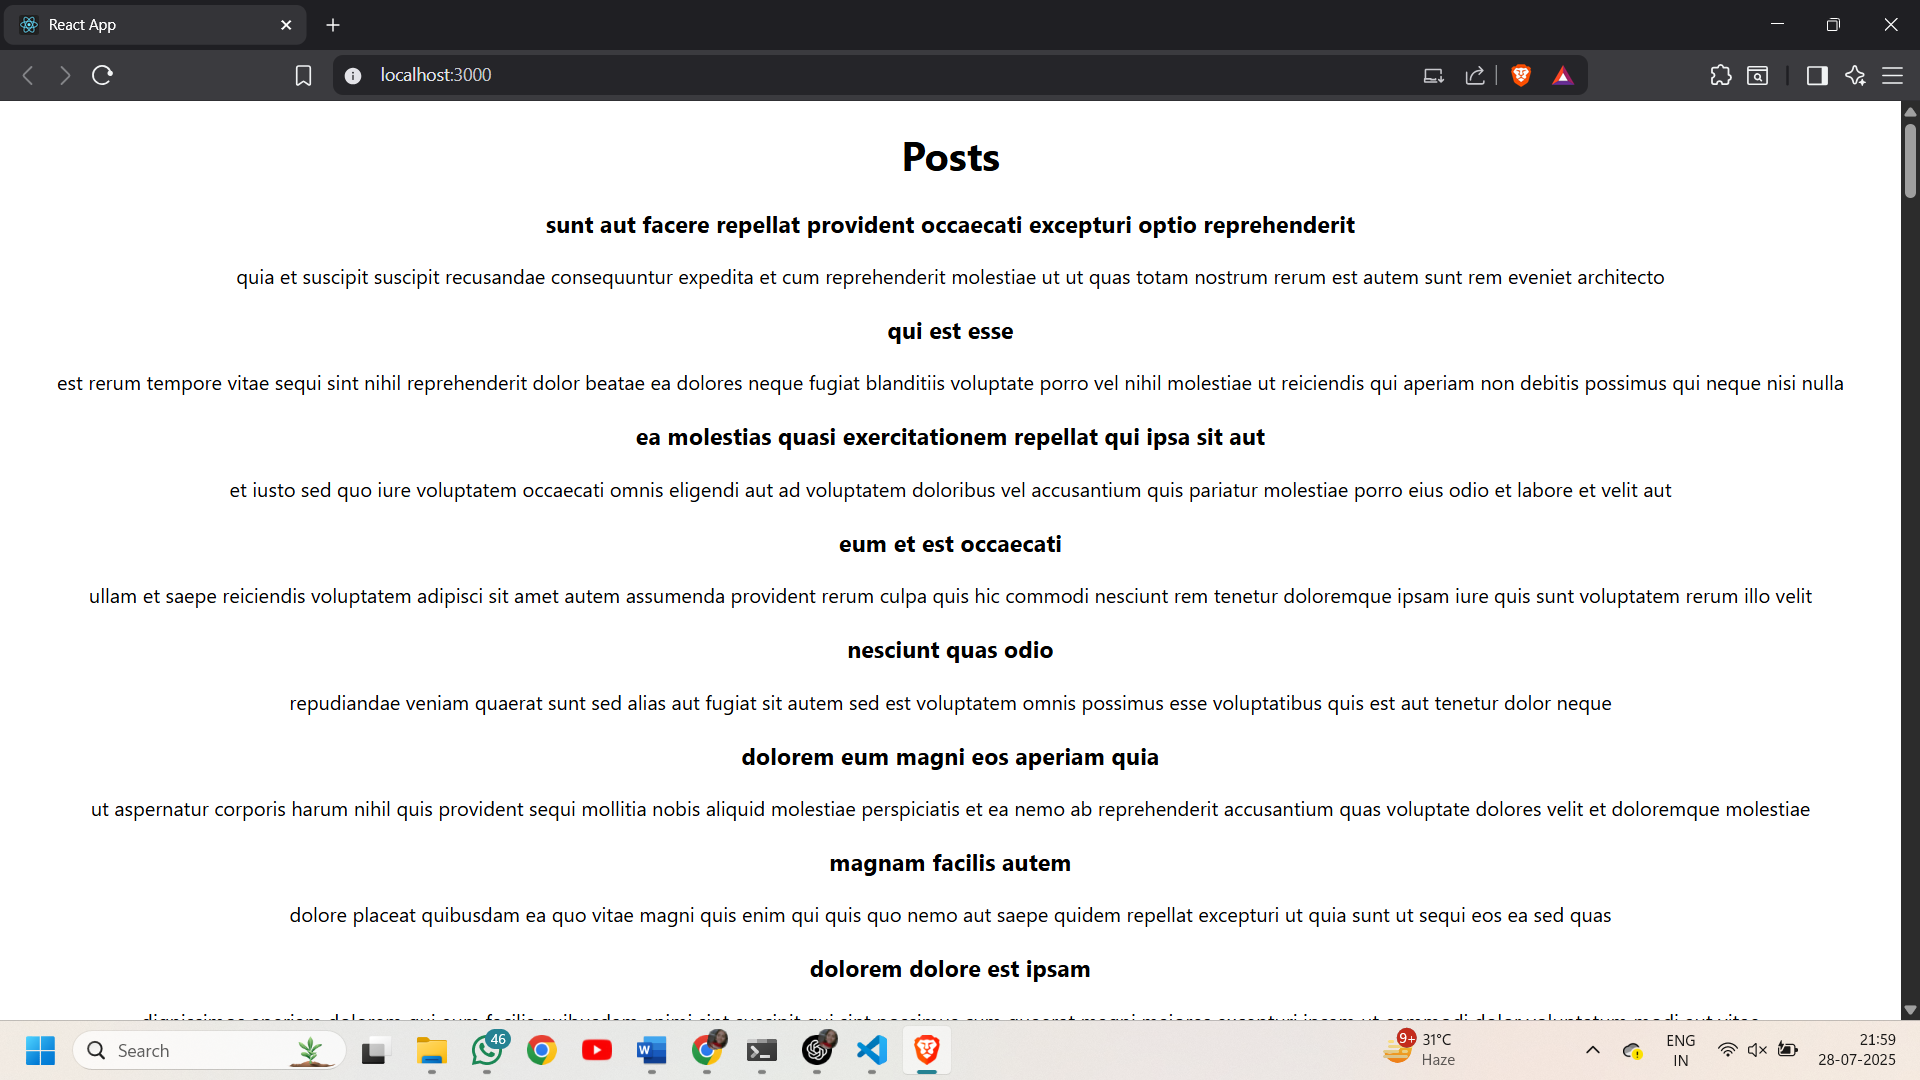 React App
localhost:3000
Posts
sunt aut facere repellat provident occaecati excepturi optio reprehenderit
quia et suscipit suscipit recusandae consequuntur expedita et cum reprehenderit molestiae ut ut quas totam nostrum rerum est autem sunt rem eveniet architecto
qui est esse
est rerum tempore vitae sequi sint nihil reprehenderit dolor beatae ea dolores neque fugiat blanditiis voluptate porro vel nihil molestiae ut reiciendis qui aperiam non debitis possimus qui neque nisi nulla
ea molestias quasi exercitationem repellat qui ipsa sit aut
et iusto sed quo iure voluptatem occaecati omnis eligendi aut ad voluptatem doloribus vel accusantium quis pariatur molestiae porro eius odio et labore et velit aut
eum et est occaecati
ullam et saepe reiciendis voluptatem adipisci sit amet autem assumenda provident rerum culpa quis hic commodi nesciunt rem tenetur doloremque ipsam iure quis sunt voluptatem rerum illo velit
nesciunt quas odio
repudiandae veniam quaerat sunt sed alias aut fugiat sit autem sed est voluptatem omnis possimus esse voluptatibus quis est aut tenetur dolor neque
dolorem eum magni eos aperiam quia
ut aspernatur corporis harum nihil quis provident sequi mollitia nobis aliquid molestiae perspiciatis et ea nemo ab reprehenderit accusantium quas voluptate dolores velit et doloremque molestiae
magnam facilis autem
dolore placeat quibusdam ea quo vitae magni quis enim qui quis quo nemo aut saepe quidem repellat excepturi ut quia sunt ut sequi eos ea sed quas
dolorem dolore est ipsam
Search
46
W
9+
31°C
Haze
ENG
IN
21:59
28-07-2025